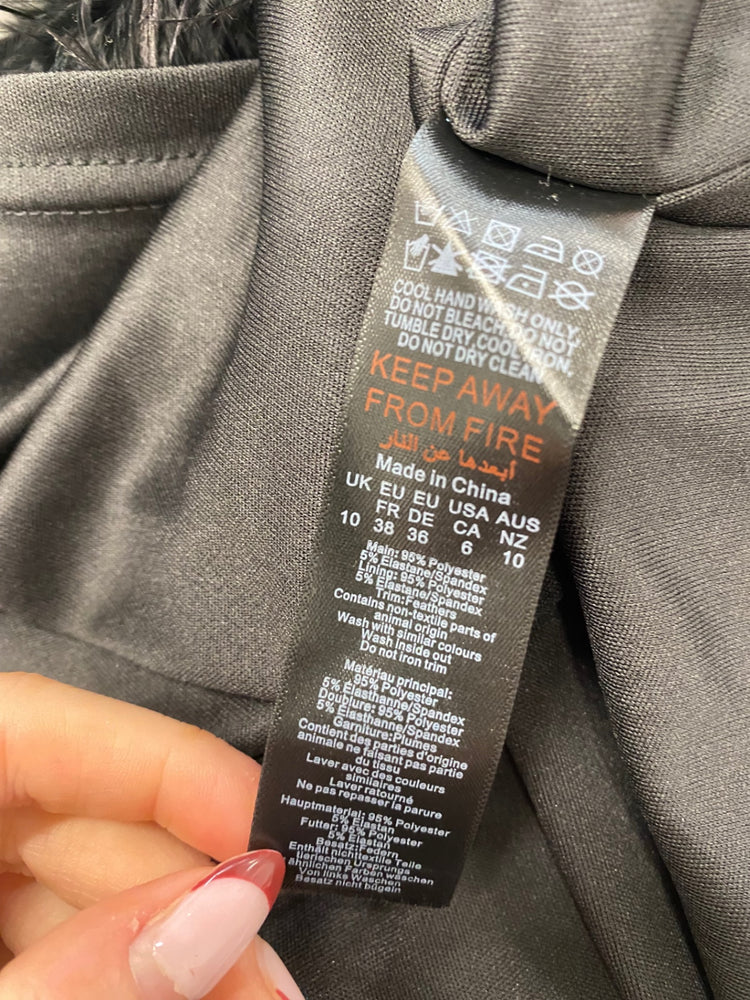 COOL HAND WASH ONLY,
DO NOT BLEACH, DO NOT
TUMBLE DRY, COOL IRON,
DO NOT DRY CLEAN.
KEEP AWAY
FROM FIRE
أبعدها عن النار
Made in China
UK EU EU USA AUS
FR DE CA NZ
10 38 36 6 10
Main: 95% Polyester
5% Elastane/Spandex
Lining: 95% Polyester
5% Elastane/Spandex
Trim:Feathers
Contains non-textile parts of
animal origin
Wash with similar colours
Wash inside out
Do not iron trim
Matériau principal:
95% Polyester
5% Élasthanne/Spandex
Doublure: 95% Polyester
5% Élasthanne/Spandex
Garniture:Plumes
Contient des parties d'origine
animale ne faisant pas partie
du tissu
Laver avec des couleurs
similaires
Laver retourné
Ne pas repasser la parure
Hauptmaterial: 95% Polyester
5% Elastan
Futter: 95% Polyester
5% Elastan
Besatz:Federn
Enthält nichttextile Teile
tierischen Ursprungs
ähnlichen Farben waschen
Von links Waschen
Besatz nicht bügeln